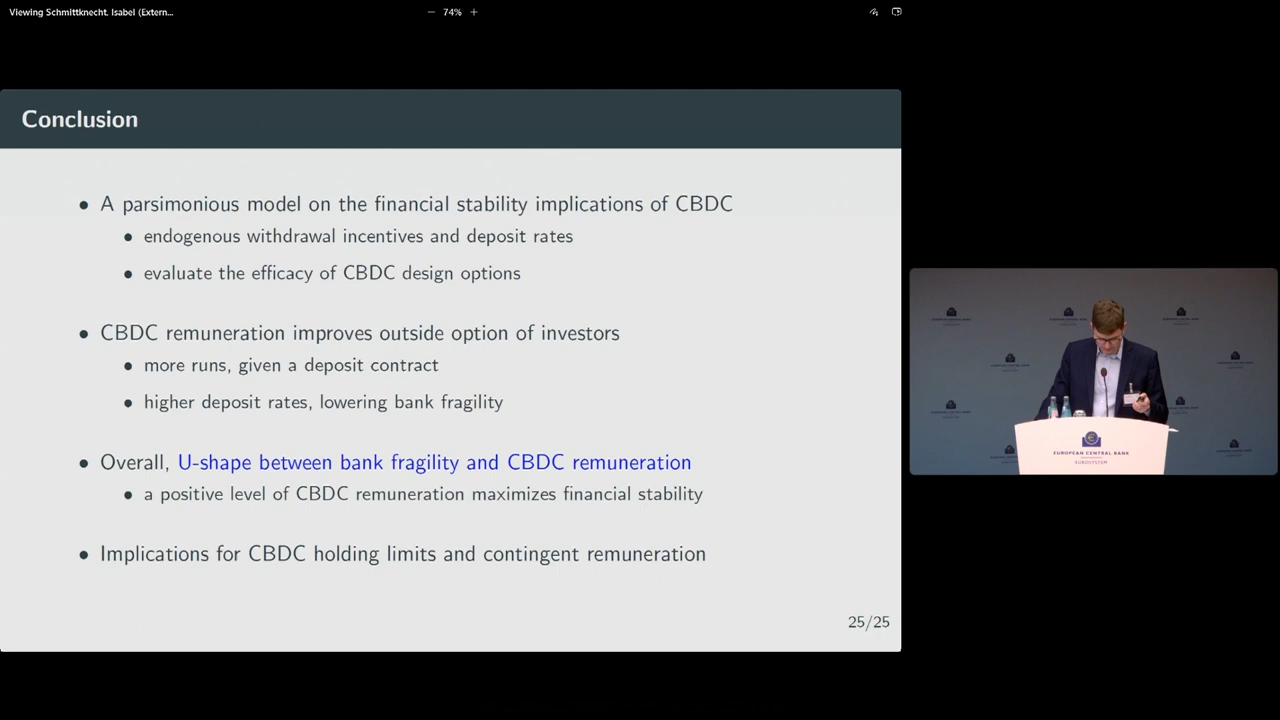 Viewing Schmittknecht. Isabel (Extern...
74%
Conclusion
• A parsimonious model on the financial stability implications of CBDC
• endogenous withdrawal incentives and deposit rates
• evaluate the efficacy of CBDC design options
• CBDC remuneration improves outside option of investors
• more runs, given a deposit contract
• higher deposit rates, lowering bank fragility
• Overall, U-shape between bank fragility and CBDC remuneration
• a positive level of CBDC remuneration maximizes financial stability
• Implications for CBDC holding limits and contingent remuneration
25/25
EUROPEAN CENTRAL BANK
EUROSYSTEM